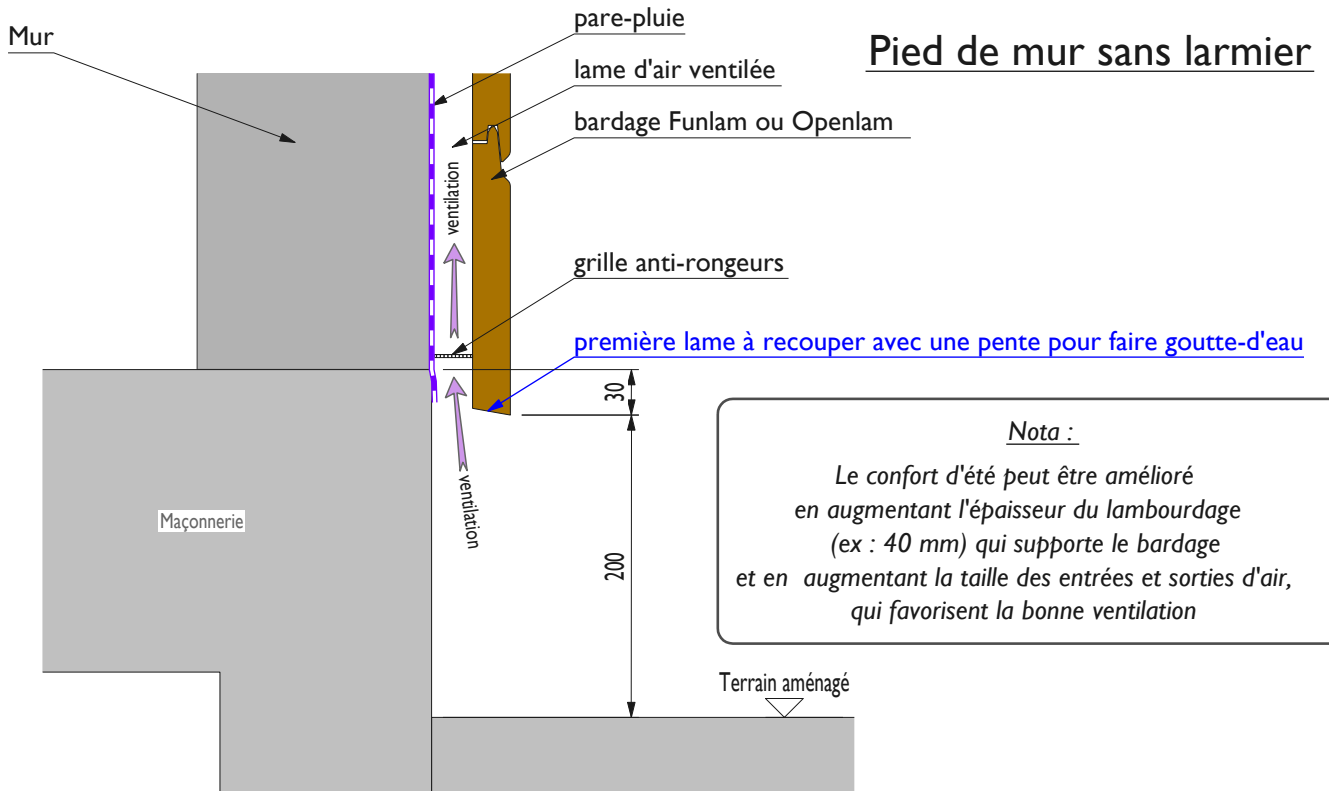 Mur
pare-pluie
Pied de mur sans larmier
lame d'air ventilée
bardage Funlam ou Openlam
ventilation
grille anti-rongeurs
première lame à recouper avec une pente pour faire goutte-d'eau
30
ventilation
Maçonnerie
200
Nota :
Le confort d'été peut être amélioré
en augmentant l'épaisseur du lambourdage
(ex : 40 mm) qui supporte le bardage
et en augmentant la taille des entrées et sorties d'air,
qui favorisent la bonne ventilation
Terrain aménagé